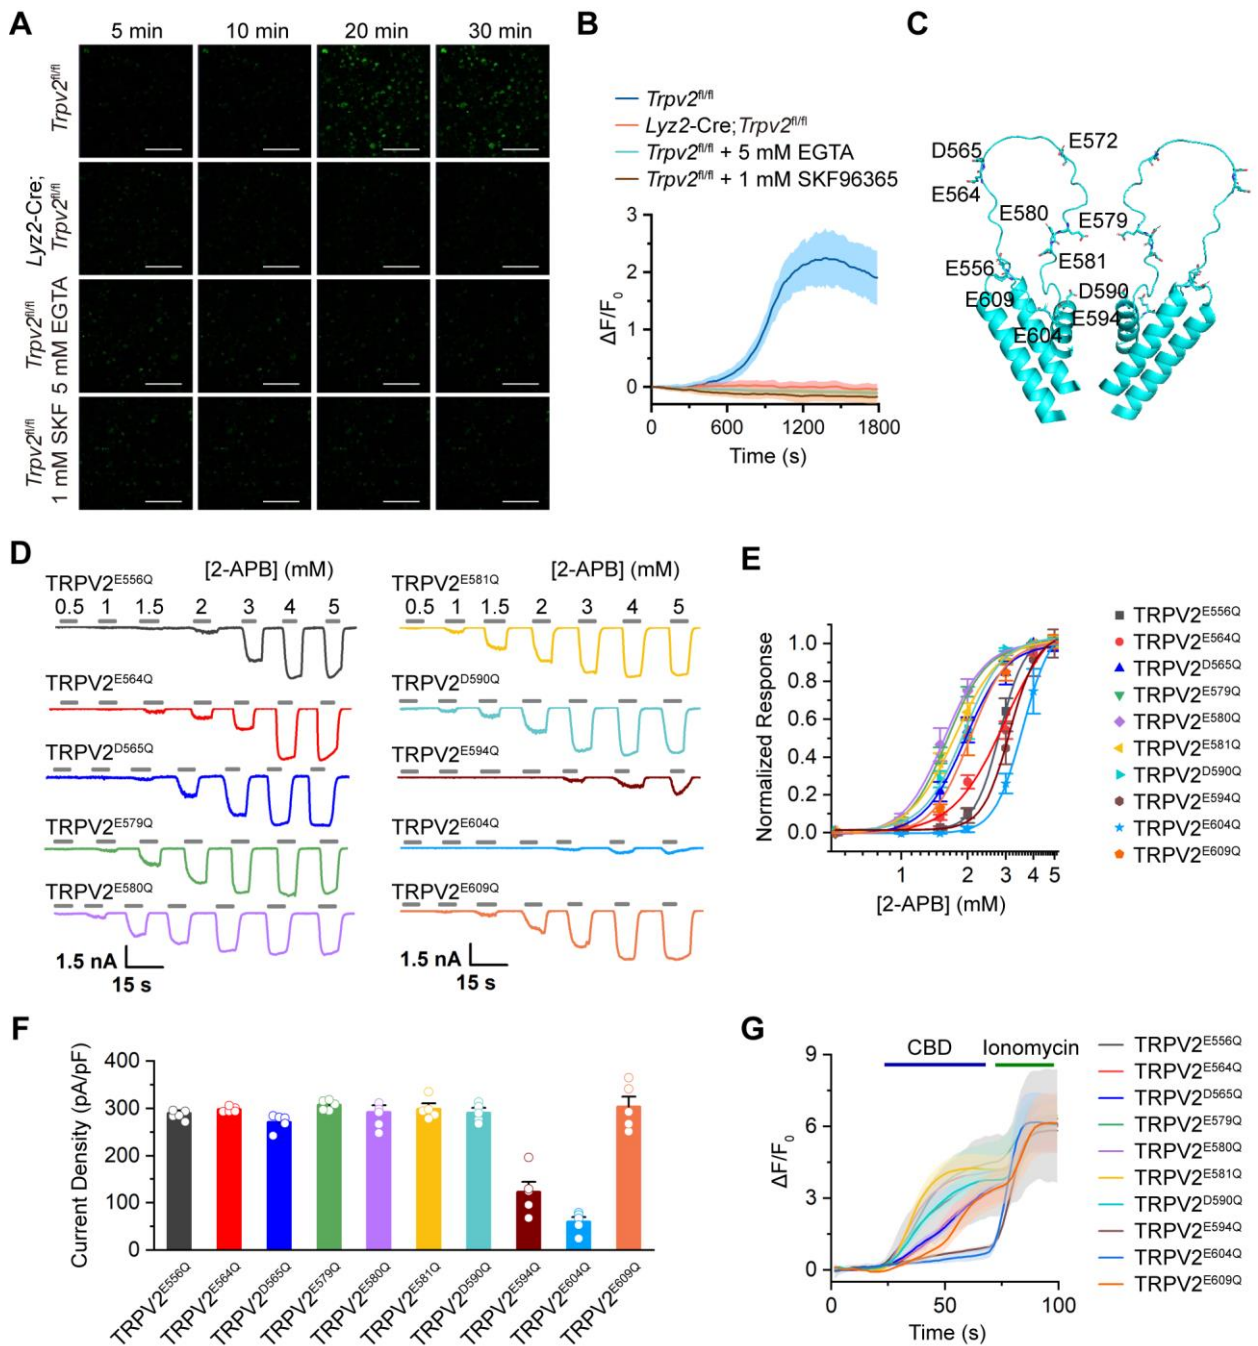 A
5 min 10 min 20 min 30 min
Trpv2fl/fl
Lyz2-Cre;
Trpv2fl/fl
Trpv2fl/fl
5 mM EGTA
Trpv2fl/fl
1 mM SKF
B
Trpv2fl/fl
Lyz2-Cre;Trpv2fl/fl
Trpv2fl/fl + 5 mM EGTA
Trpv2fl/fl + 1 mM SKF96365
ΔF/F0
3
2
1
0
0 600 1200 1800
Time (s)
C
E572
D565
E564
E580 E579
E556 E581
E609 D590
E604 E594
D
[2-APB] (mM)
TRPV2E556Q
0.5 1 1.5 2 3 4 5
TRPV2E564Q
TRPV2D565Q
TRPV2E579Q
TRPV2E580Q
1.5 nA
15 s
[2-APB] (mM)
TRPV2E581Q
0.5 1 1.5 2 3 4 5
TRPV2D590Q
TRPV2E594Q
TRPV2E604Q
TRPV2E609Q
1.5 nA
15 s
E
Normalized Response
1.0
0.8
0.6
0.4
0.2
0.0
1 2 3 4 5
[2-APB] (mM)
TRPV2E556Q
TRPV2E564Q
TRPV2D565Q
TRPV2E579Q
TRPV2E580Q
TRPV2E581Q
TRPV2D590Q
TRPV2E594Q
TRPV2E604Q
TRPV2E609Q
F
Current Density (pA/pF)
400
300
200
100
0
TRPV2E556Q
TRPV2E564Q
TRPV2D565Q
TRPV2E579Q
TRPV2E580Q
TRPV2E581Q
TRPV2D590Q
TRPV2E594Q
TRPV2E604Q
TRPV2E609Q
G
CBD Ionomycin
ΔF/F0
9
6
3
0
0 50 100
Time (s)
TRPV2E556Q
TRPV2E564Q
TRPV2D565Q
TRPV2E579Q
TRPV2E580Q
TRPV2E581Q
TRPV2D590Q
TRPV2E594Q
TRPV2E604Q
TRPV2E609Q